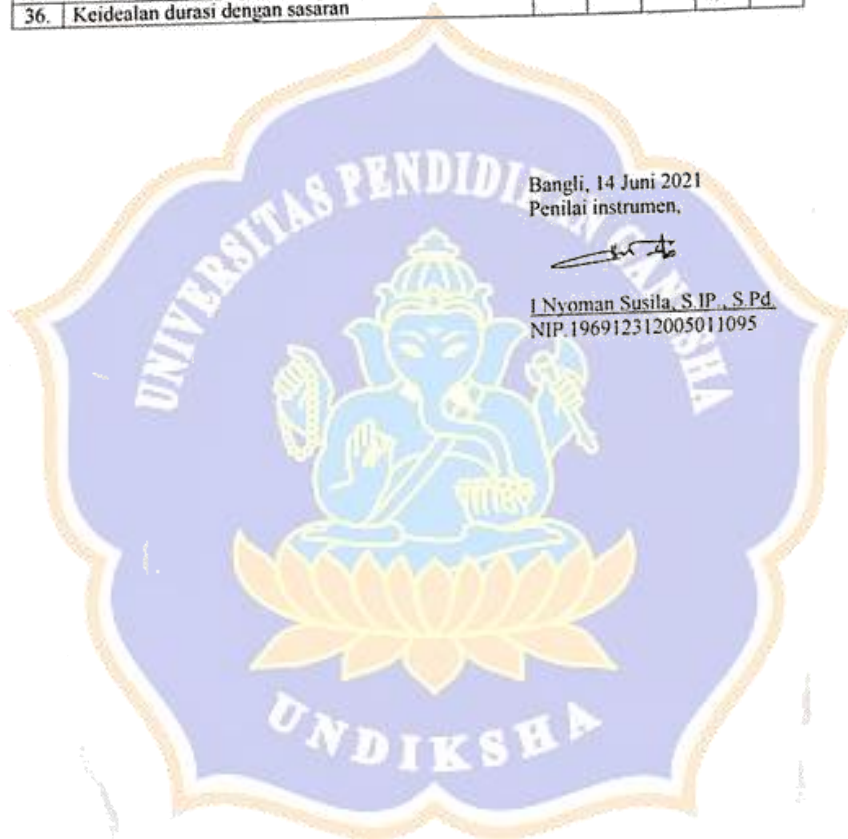 36. Keidealan durasi dengan sasaran
Bangli, 14 Juni 2021
Penilai instrumen,
I Nyoman Susila, S.IP., S.Pd.
NIP.196912312005011095
UNIVERSITAS PENDIDIKAN GANESHA
UNDIKSHA